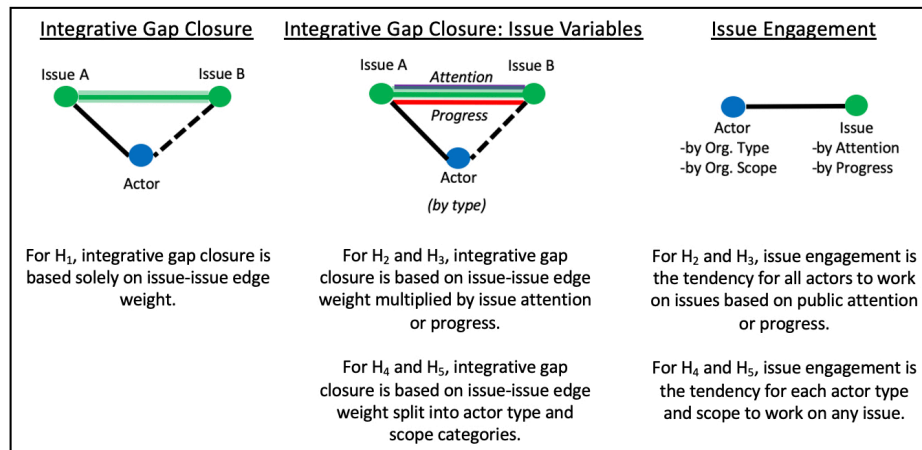 Integrative Gap Closure
Issue A
Issue B
Actor
For H₁, integrative gap closure is
based solely on issue-issue edge
weight.
Integrative Gap Closure: Issue Variables
Issue A
Attention
Issue B
Progress
Actor
(by type)
For H₂ and H₃, integrative gap
closure is based on issue-issue edge
weight multiplied by issue attention
or progress.
For H₄ and H₅, integrative gap
closure is based on issue-issue edge
weight split into actor type and
scope categories.
Issue Engagement
Actor
-by Org. Type
-by Org. Scope
Issue
-by Attention
-by Progress
For H₂ and H₃, issue engagement is
the tendency for all actors to work
on issues based on public attention
or progress.
For H₄ and H₅, issue engagement is
the tendency for each actor type
and scope to work on any issue.